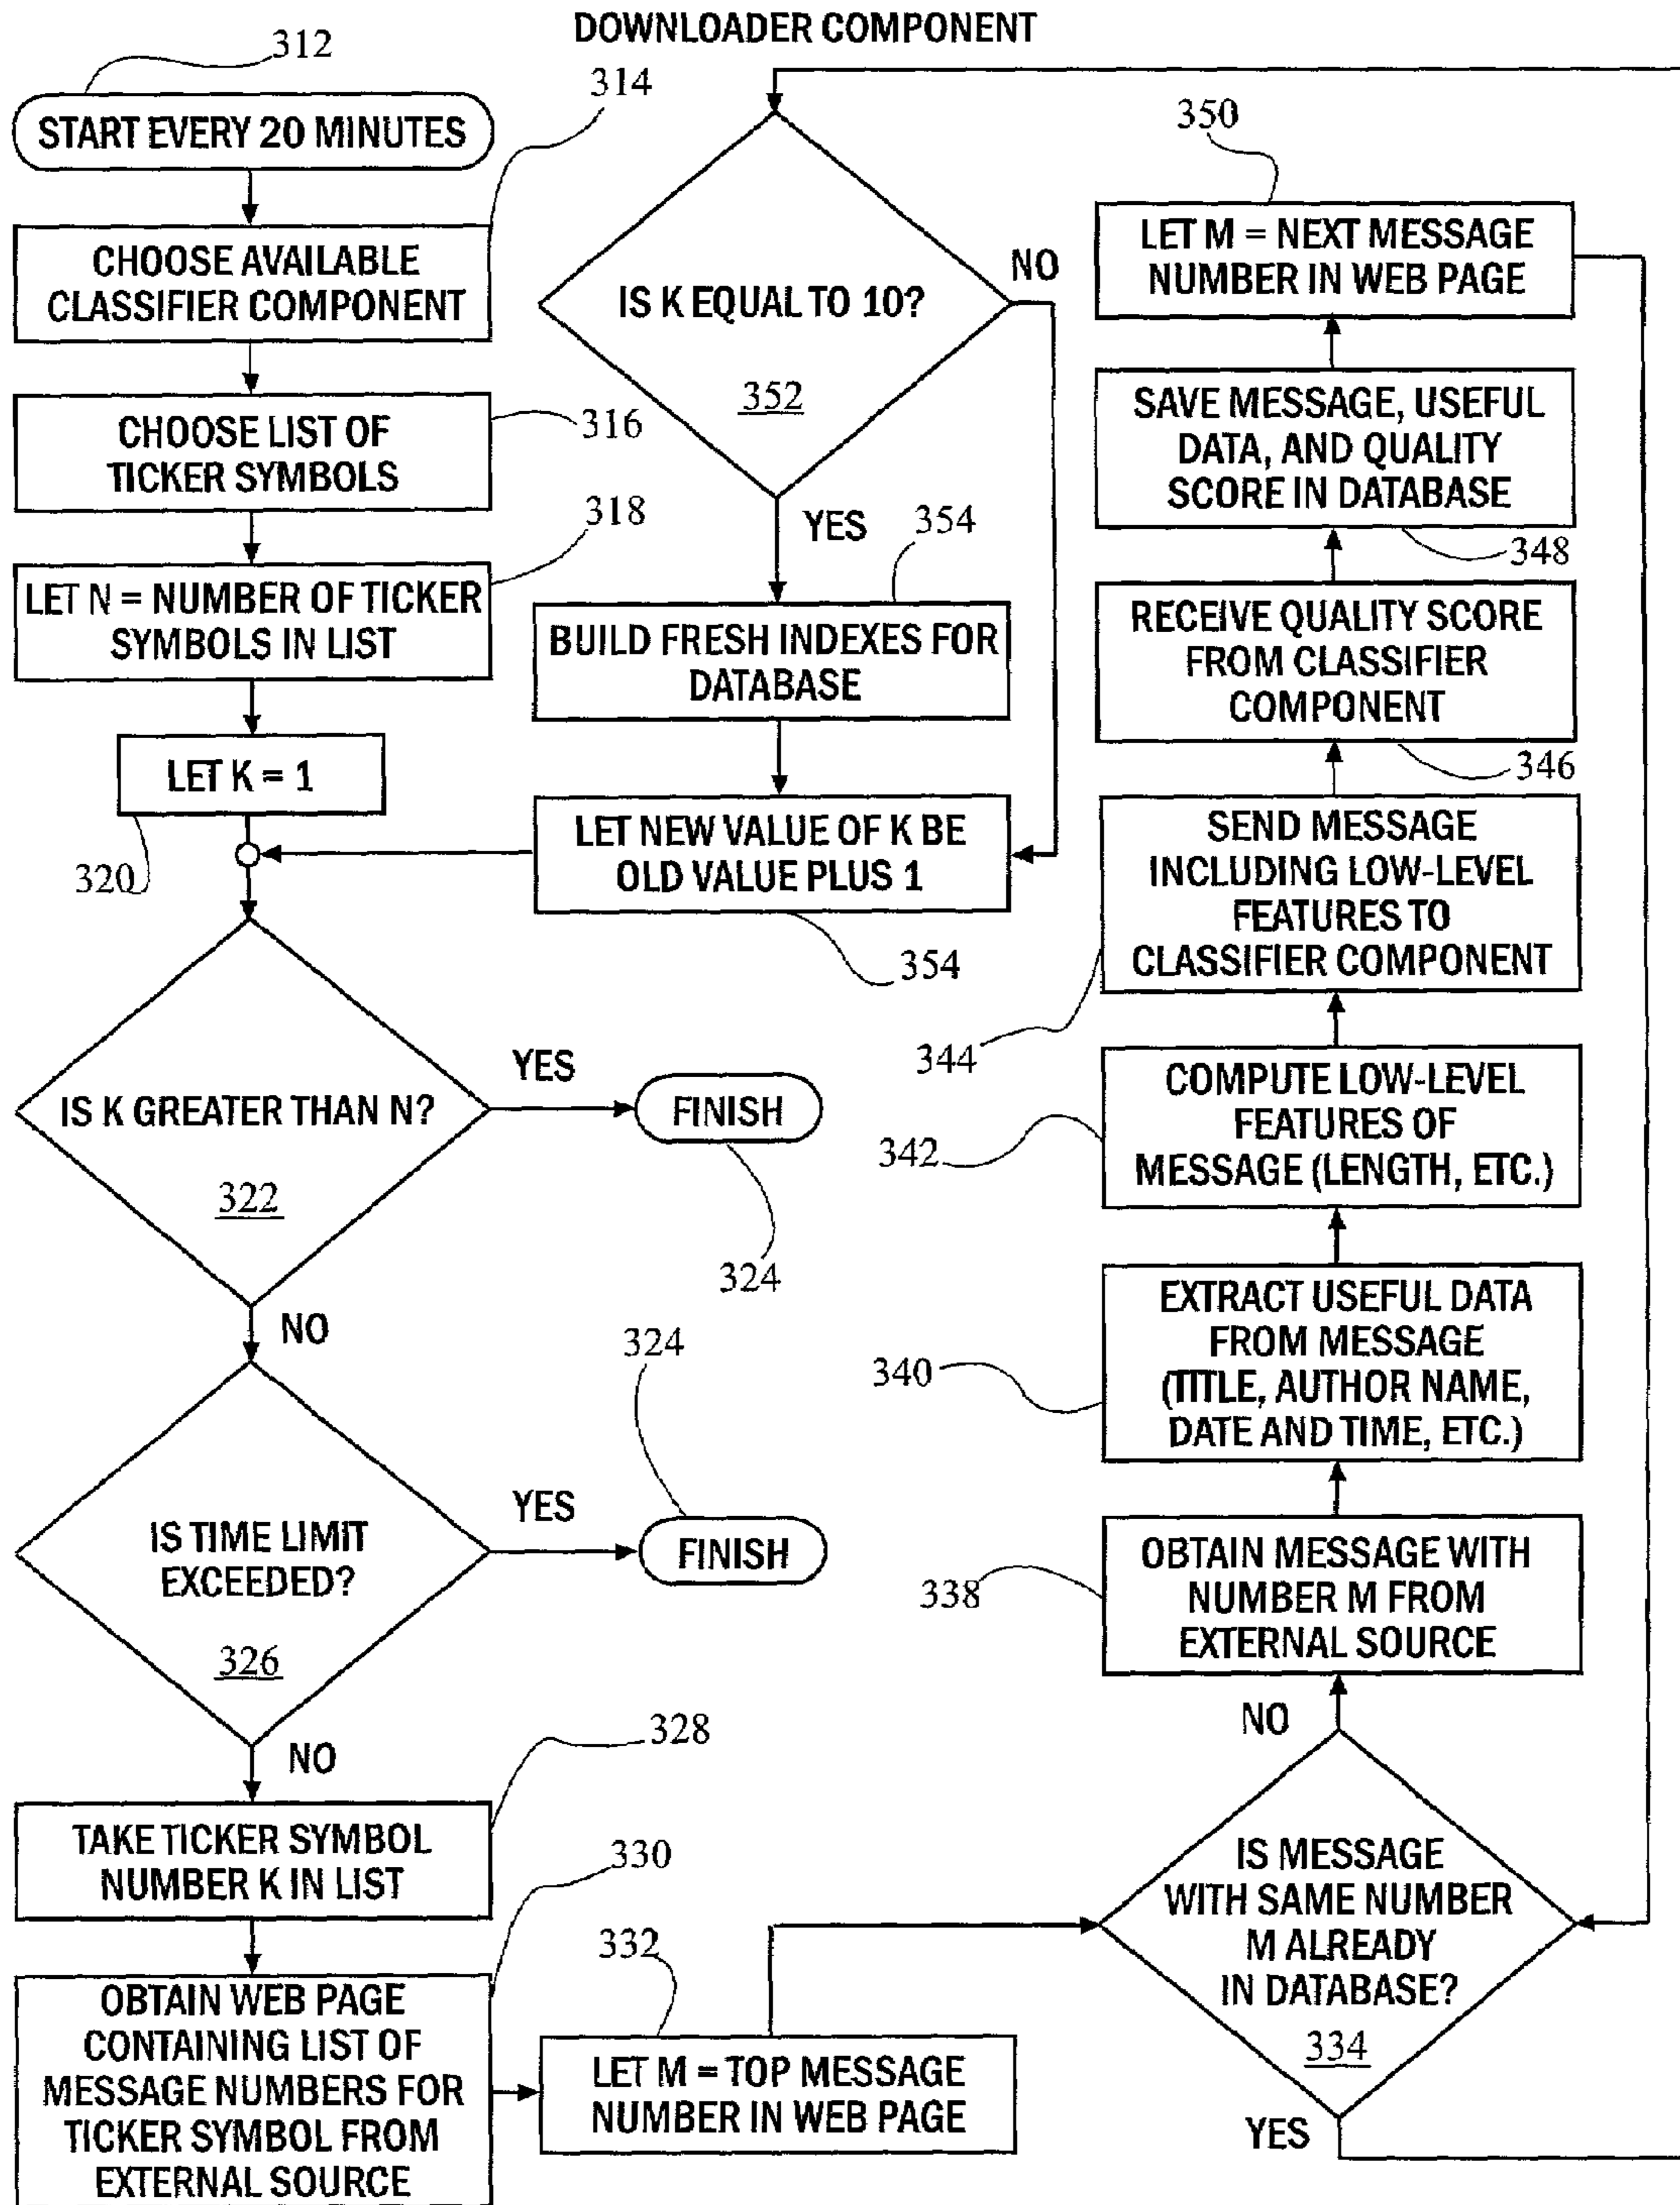 DOWNLOADER COMPONENT
312
START EVERY 20 MINUTES
314
CHOOSE AVAILABLE
CLASSIFIER COMPONENT
316
CHOOSE LIST OF
TICKER SYMBOLS
318
LET N = NUMBER OF TICKER
SYMBOLS IN LIST
LET K = 1
320
IS K GREATER THAN N?
322
YES
FINISH
324
NO
IS TIME LIMIT
EXCEEDED?
326
YES
324
FINISH
NO
328
TAKE TICKER SYMBOL
NUMBER K IN LIST
330
OBTAIN WEB PAGE
CONTAINING LIST OF
MESSAGE NUMBERS FOR
TICKER SYMBOL FROM
EXTERNAL SOURCE
332
LET M = TOP MESSAGE
NUMBER IN WEB PAGE
IS MESSAGE
WITH SAME NUMBER
M ALREADY
IN DATABASE?
334
YES
NO
338
OBTAIN MESSAGE WITH
NUMBER M FROM
EXTERNAL SOURCE
340
EXTRACT USEFUL DATA
FROM MESSAGE
(TITLE, AUTHOR NAME,
DATE AND TIME, ETC.)
342
COMPUTE LOW-LEVEL
FEATURES OF
MESSAGE (LENGTH, ETC.)
344
SEND MESSAGE
INCLUDING LOW-LEVEL
FEATURES TO
CLASSIFIER COMPONENT
346
RECEIVE QUALITY SCORE
FROM CLASSIFIER
COMPONENT
348
SAVE MESSAGE, USEFUL
DATA, AND QUALITY
SCORE IN DATABASE
350
LET M = NEXT MESSAGE
NUMBER IN WEB PAGE
IS K EQUAL TO 10?
352
NO
YES
354
BUILD FRESH INDEXES FOR
DATABASE
LET NEW VALUE OF K BE
OLD VALUE PLUS 1
354